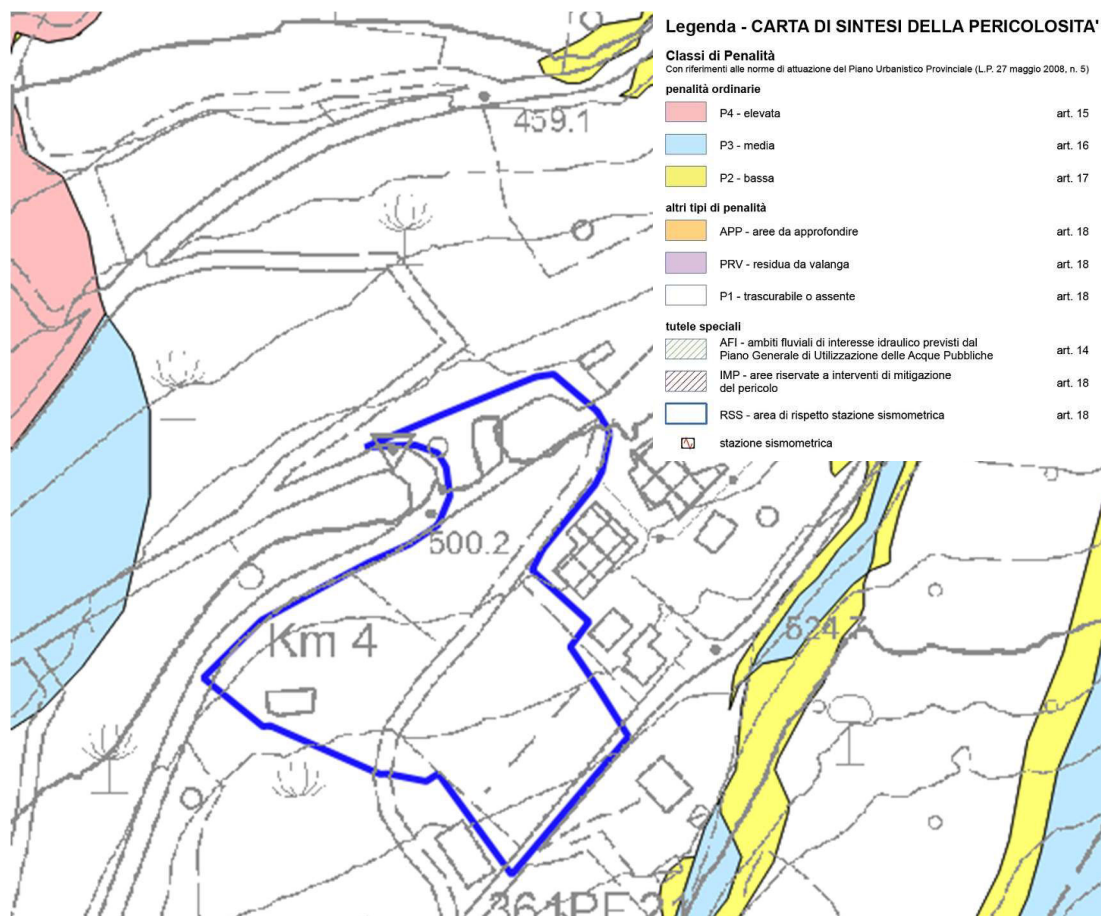 Legenda - CARTA DI SINTESI DELLA PERICOLOSITA'
Classi di Penalità
Con riferimenti alle norme di attuazione del Piano Urbanistico Provinciale (L.P. 27 maggio 2008, n. 5)
penalità ordinarie
P4 - elevata art. 15
P3 - media art. 16
P2 - bassa art. 17
altri tipi di penalità
APP - aree da approfondire art. 18
PRV - residua da valanga art. 18
P1 - trascurabile o assente art. 18
tutele speciali
AFI - ambiti fluviali di interesse idraulico previsti dal
Piano Generale di Utilizzazione delle Acque Pubbliche art. 14
IMP - aree riservate a interventi di mitigazione
del pericolo art. 18
RSS - area di rispetto stazione sismometrica art. 18
stazione sismometrica
459.1
500.2
Km 4
524.7